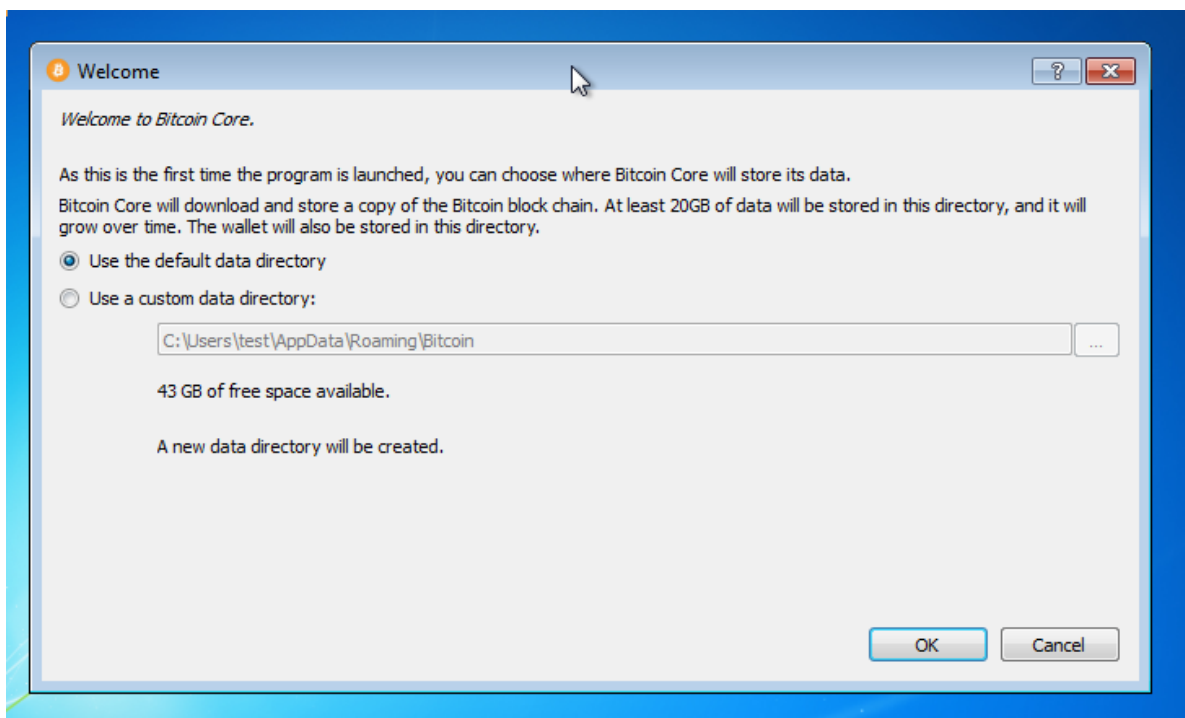 Welcome
?
Welcome to Bitcoin Core.
As this is the first time the program is launched, you can choose where Bitcoin Core will store its data.
Bitcoin Core will download and store a copy of the Bitcoin block chain. At least 20GB of data will be stored in this directory, and it will
grow over time. The wallet will also be stored in this directory.
Use the default data directory
Use a custom data directory:
C:\Users\test\AppData\Roaming\Bitcoin
...
43 GB of free space available.
A new data directory will be created.
OK
Cancel